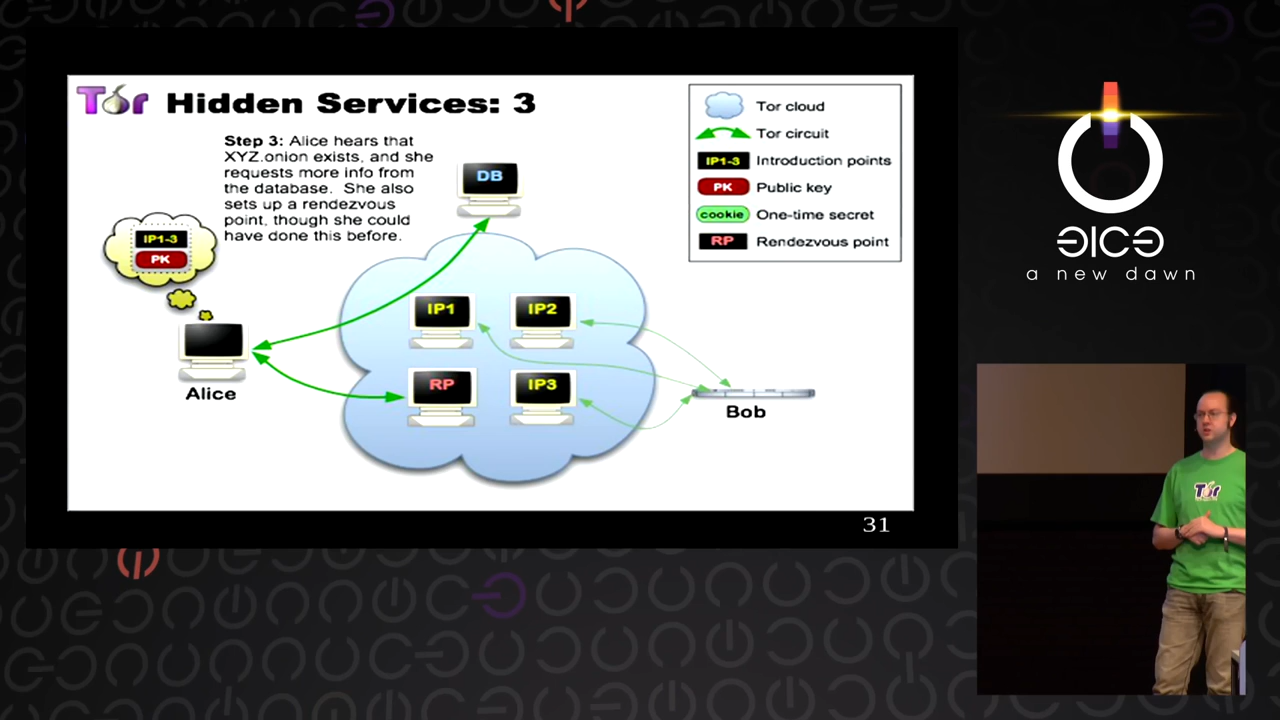 Tor Hidden Services: 3
Step 3: Alice hears that
XYZ.onion exists, and she
requests more info from
the database. She also
sets up a rendezvous
point, though she could
have done this before.
Tor cloud
Tor circuit
IP1-3 Introduction points
PK Public key
cookie One-time secret
RP Rendezvous point
DB
IP1-3
PK
IP1
IP2
RP
IP3
Alice
Bob
31
a new dawn
Tor